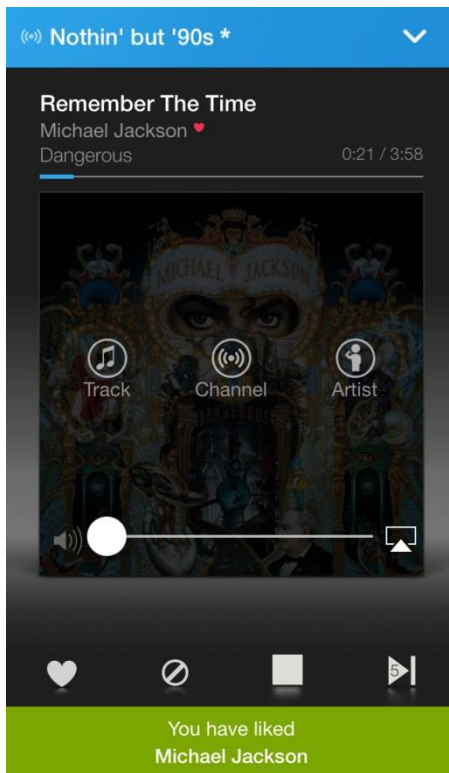 Nothin' but '90s *
Remember The Time
Michael Jackson
Dangerous
0:21 / 3:58
MICHAEL JACKSON
Track
Channel
Artist
DANGEROUS
5
You have liked
Michael Jackson